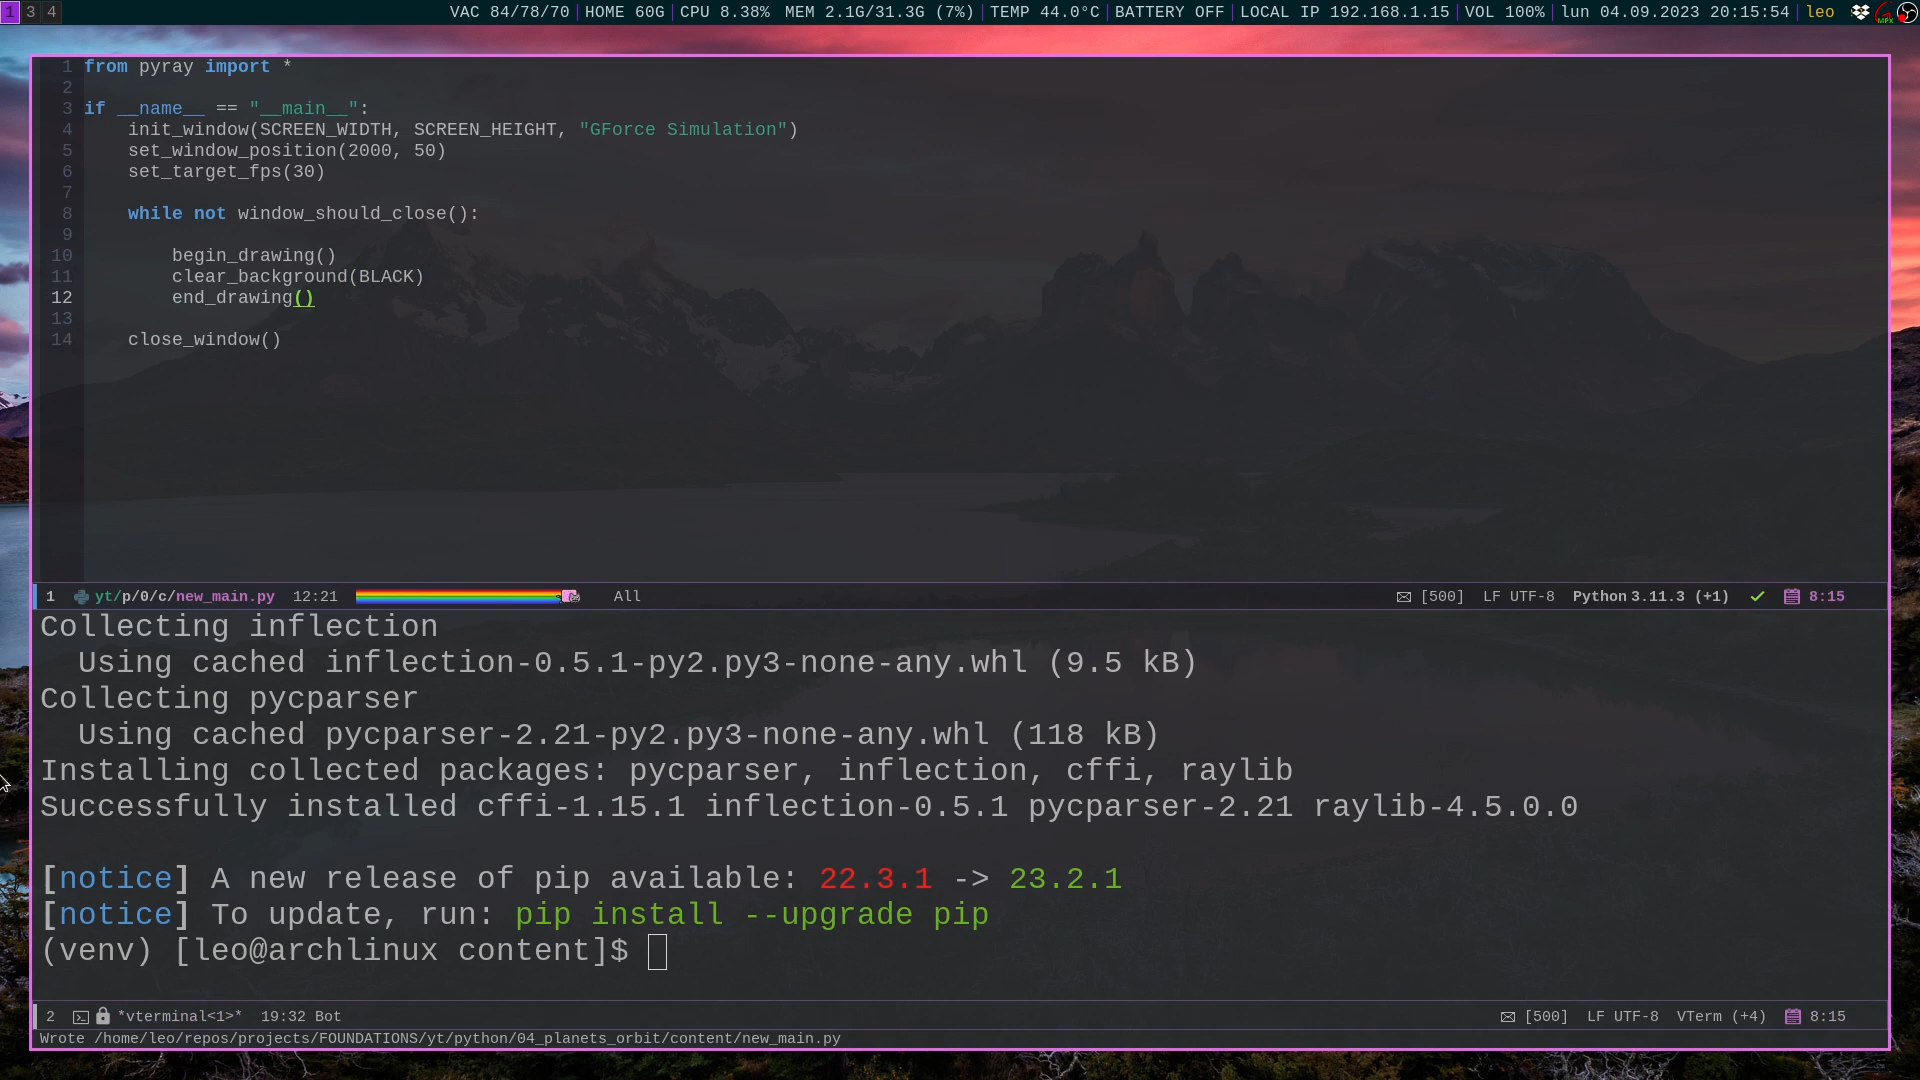 1 3 4 VAC 84/78/70 HOME 60G CPU 8.38% MEM 2.1G/31.3G (7%) TEMP 44.0°C BATTERY OFF LOCAL IP 192.168.1.15 VOL 100% lun 04.09.2023 20:15:54 leo MPX
1 from pyray import *
2
3 if __name__ == "__main__":
4     init_window(SCREEN_WIDTH, SCREEN_HEIGHT, "GForce Simulation")
5     set_window_position(2000, 50)
6     set_target_fps(30)
7
8     while not window_should_close():
9
10         begin_drawing()
11         clear_background(BLACK)
12         end_drawing()
13
14     close_window()
1 yt/p/0/c/new_main.py 12:21 All [500] LF UTF-8 Python 3.11.3 (+1) 8:15
Collecting inflection
  Using cached inflection-0.5.1-py2.py3-none-any.whl (9.5 kB)
Collecting pycparser
  Using cached pycparser-2.21-py2.py3-none-any.whl (118 kB)
Installing collected packages: pycparser, inflection, cffi, raylib
Successfully installed cffi-1.15.1 inflection-0.5.1 pycparser-2.21 raylib-4.5.0.0
[notice] A new release of pip available: 22.3.1 -> 23.2.1
[notice] To update, run: pip install --upgrade pip
(venv) [leo@archlinux content]$
2 *vterminal<1>* 19:32 Bot [500] LF UTF-8 VTerm (+4) 8:15
Wrote /home/leo/repos/projects/FOUNDATIONS/yt/python/04_planets_orbit/content/new_main.py